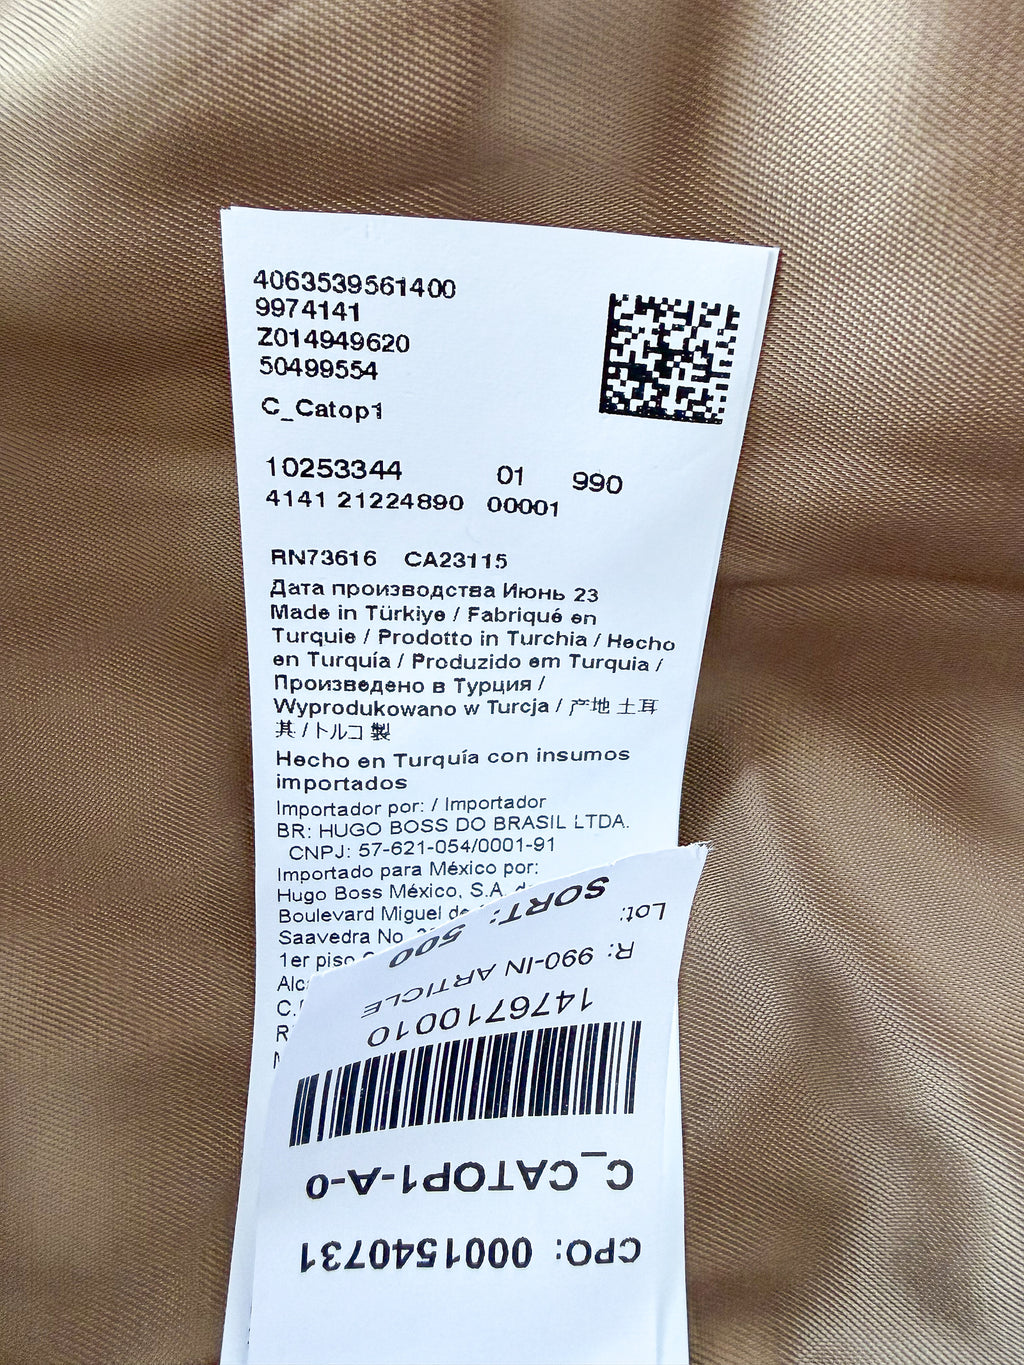 4063539561400
9974141
Z014949620
50499554
C_Catop1
10253344 01 990
4141 21224890 00001
RN73616 CA23115
Дата производства Июнь 23
Made in Türkiye / Fabriqué en
Turquie / Prodotto in Turchia / Hecho
en Turquía / Produzido em Turquia /
Произведено в Турция /
Wyprodukowano w Turcja / 产地 土耳
其 / トルコ 製
Hecho en Turquía con insumos
importados
Importador por: / Importador
BR: HUGO BOSS DO BRASIL LTDA.
CNPJ: 57-621-054/0001-91
Importado para México por:
Hugo Boss México, S.A.
Boulevard Miguel de
Saavedra No.
1er piso
CPO: 0001540731
C_CATOP1-A-0
1476710010
R: 990-IN ARTICLE
Lot:
SORT: 500